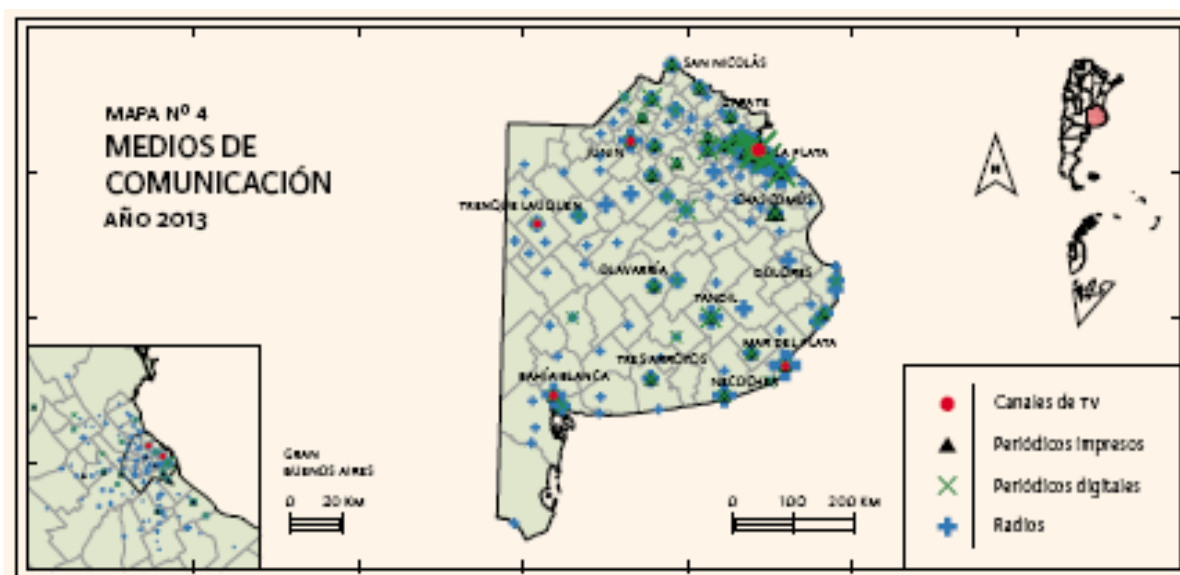 MAPA Nº 4
MEDIOS DE
COMUNICACIÓN
AÑO 2013
SAN NICOLÁS
ZÁRATE
JUNÍN
LA PLATA
TRENQUE LAUQUEN
CHASCOMÚS
OLAVARRÍA
DOLORES
TANDIL
MAR DEL PLATA
TRES ARROYOS
BAHÍA BLANCA
NECOCHEA
GRAN
BUENOS AIRES
0 20 KM
0 100 200 KM
N
Canales de TV
Periódicos impresos
Periódicos digitales
Radios